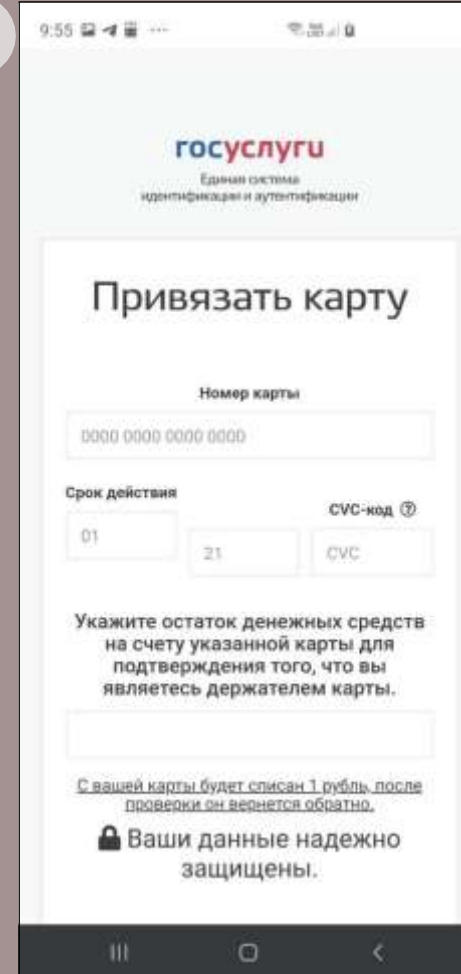 9:55
госуслуги
Единая система
идентификации и аутентификации
Привязать карту
Номер карты
0000 0000 0000 0000
Срок действия
CVC-код ?
01
21
CVC
Укажите остаток денежных средств
на счету указанной карты для
подтверждения того, что вы
являетесь держателем карты.
С вашей карты будет списан 1 рубль, после
проверки он вернется обратно.
Ваши данные надежно
защищены.